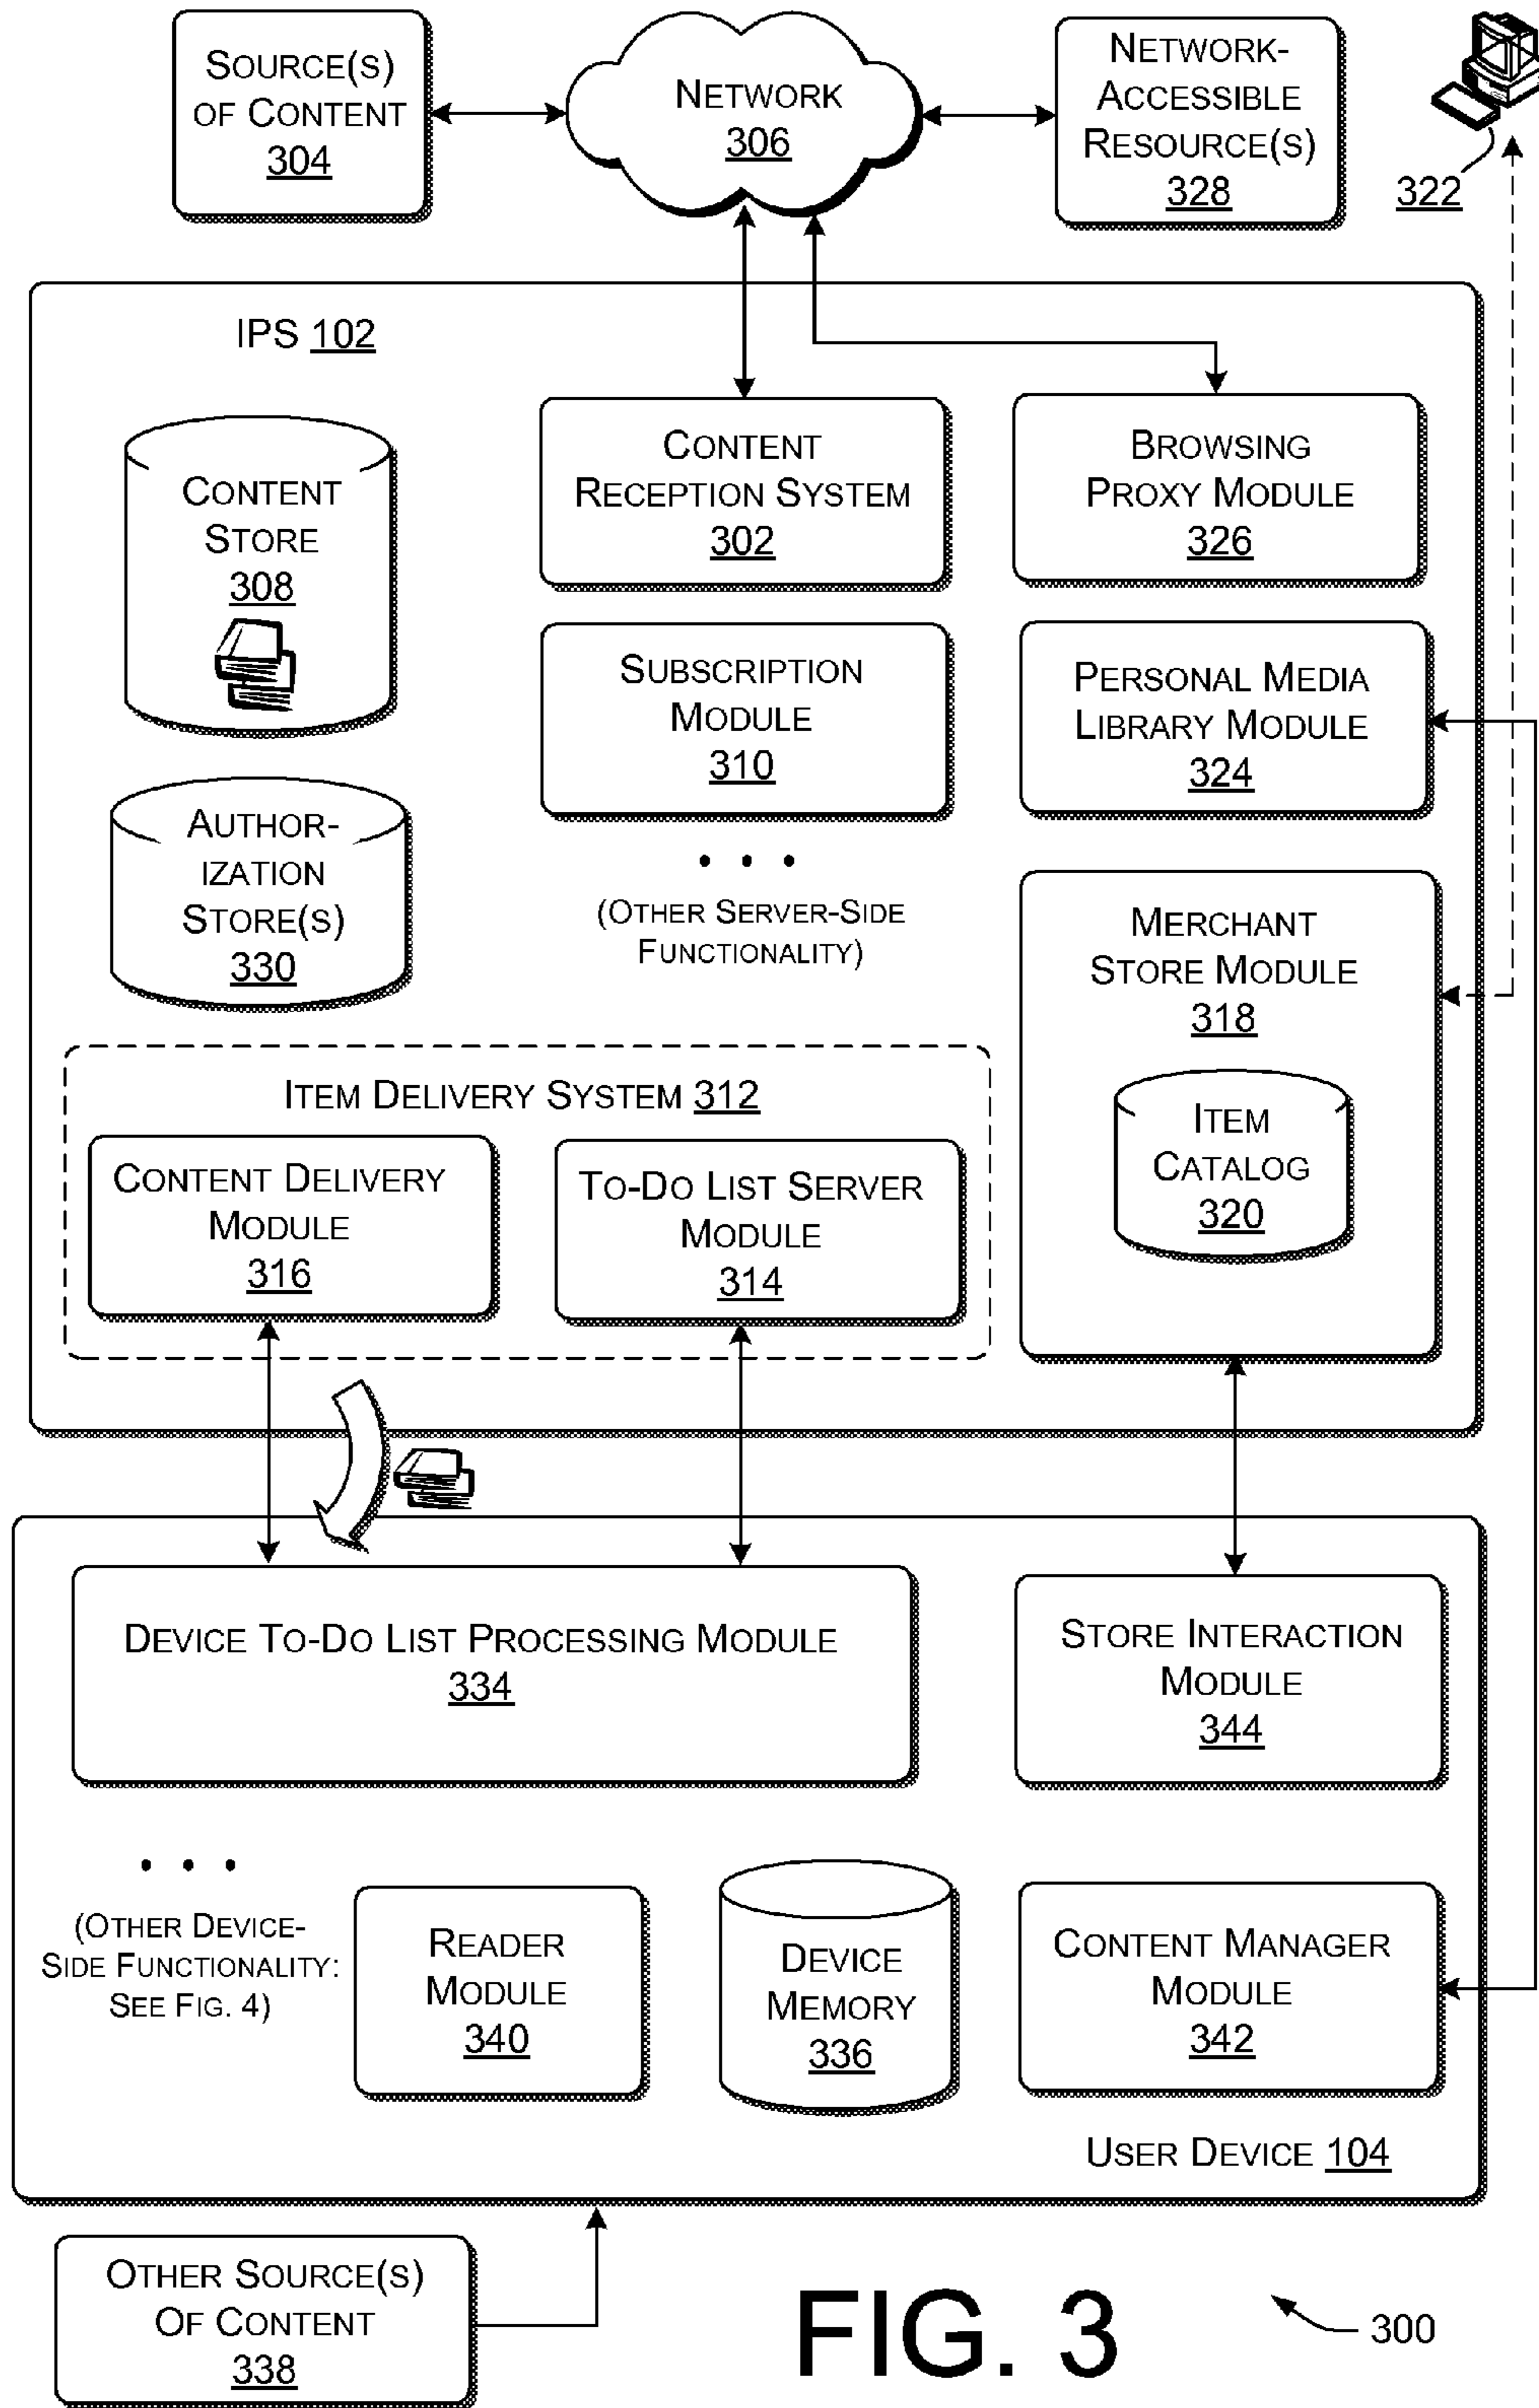 SOURCE(S)
OF CONTENT
304
NETWORK
306
NETWORK-
ACCESSIBLE
RESOURCE(S)
328
322
IPS 102
CONTENT
STORE
308
CONTENT
RECEPTION SYSTEM
302
BROWSING
PROXY MODULE
326
SUBSCRIPTION
MODULE
310
PERSONAL MEDIA
LIBRARY MODULE
324
AUTHOR-
IZATION
STORE(S)
330
• • •
(OTHER SERVER-SIDE
FUNCTIONALITY)
MERCHANT
STORE MODULE
318
ITEM
CATALOG
320
ITEM DELIVERY SYSTEM 312
CONTENT DELIVERY
MODULE
316
TO-DO LIST SERVER
MODULE
314
DEVICE TO-DO LIST PROCESSING MODULE
334
STORE INTERACTION
MODULE
344
• • •
(OTHER DEVICE-
SIDE FUNCTIONALITY:
SEE FIG. 4)
READER
MODULE
340
DEVICE
MEMORY
336
CONTENT MANAGER
MODULE
342
USER DEVICE 104
OTHER SOURCE(S)
OF CONTENT
338
FIG. 3
300